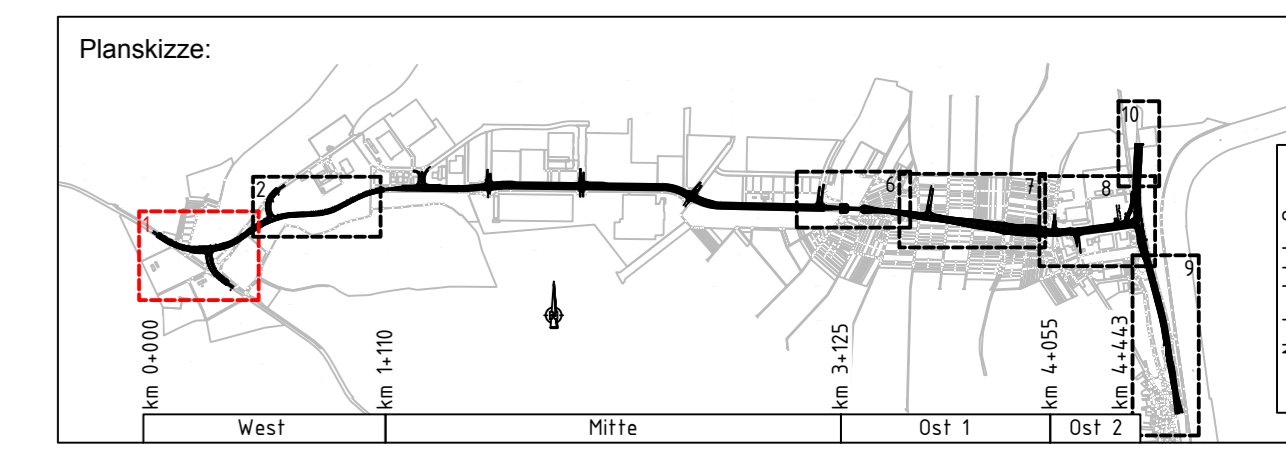 Planskizze:
10
2
6
7
8
1
9
km 0+000
km 1+110
km 3+125
km 4+055
km 4+443
West
Mitte
Ost 1
Ost 2